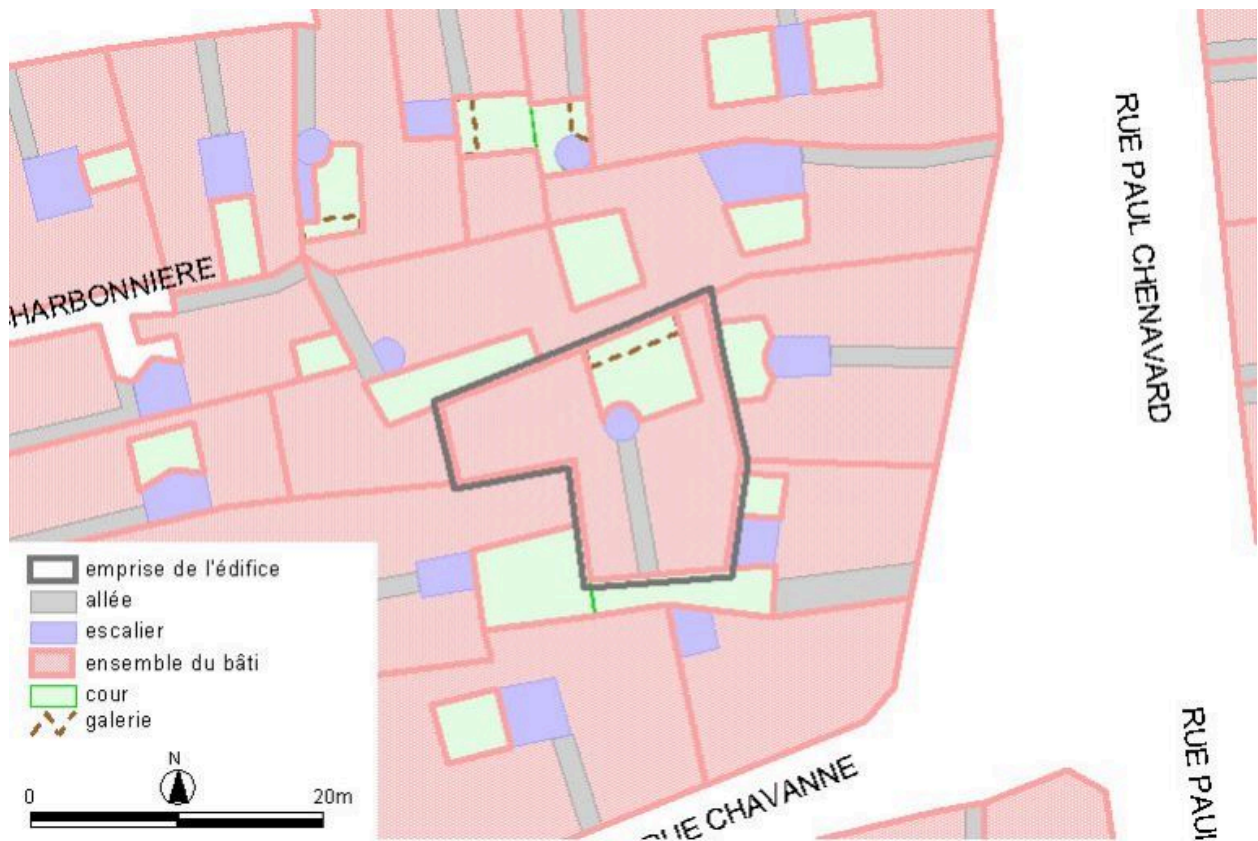 HARBONNIERE
RUE PAUL CHENAVARD
emprise de l'édifice
allée
escalier
ensemble du bâti
cour
galerie
N
0 20m
RUE CHAVANNE
RUE PAUL